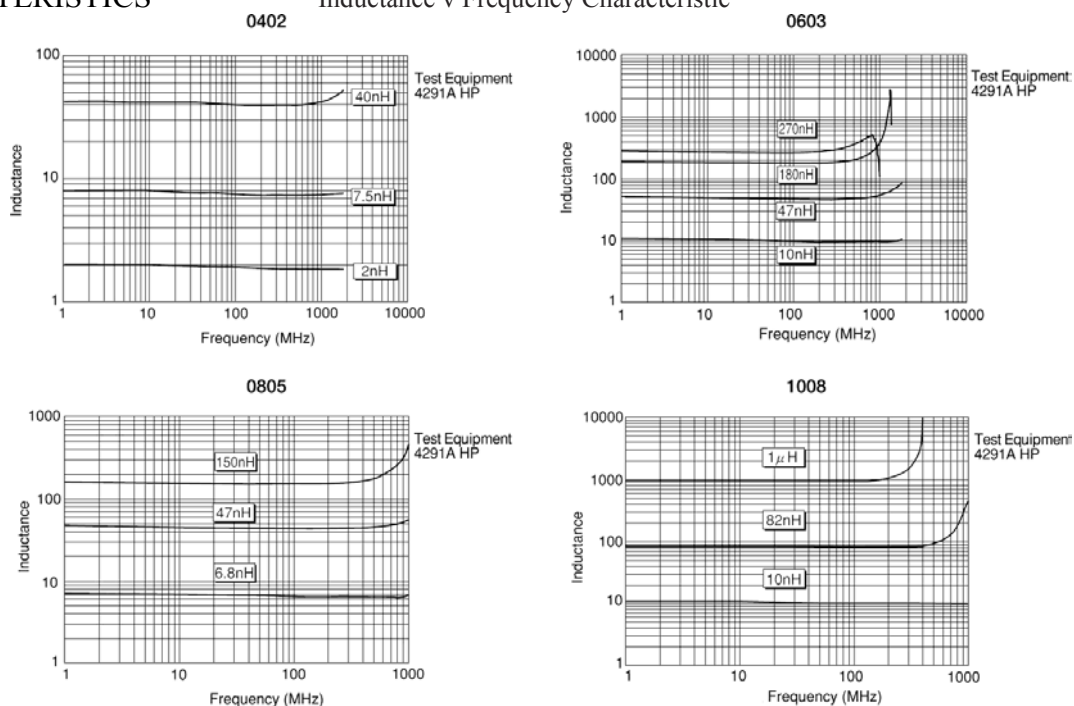 TERISTICS Inductance v Frequency Characteristic
0402
100
10
1
Inductance
40nH
7.5nH
2nH
1 10 100 1000 10000
Frequency (MHz)
Test Equipment
4291A HP
0603
10000
1000
100
10
1
Inductance
270nH
180nH
47nH
10nH
1 10 100 1000 10000
Frequency (MHz)
Test Equipment:
4291A HP
0805
1000
100
10
1
Inductance
150nH
47nH
6.8nH
1 10 100 1000
Frequency (MHz)
Test Equipment
4291A HP
1008
10000
1000
100
10
1
Inductance
1μH
82nH
10nH
1 10 100 1000
Frequency (MHz)
Test Equipment
4291A HP